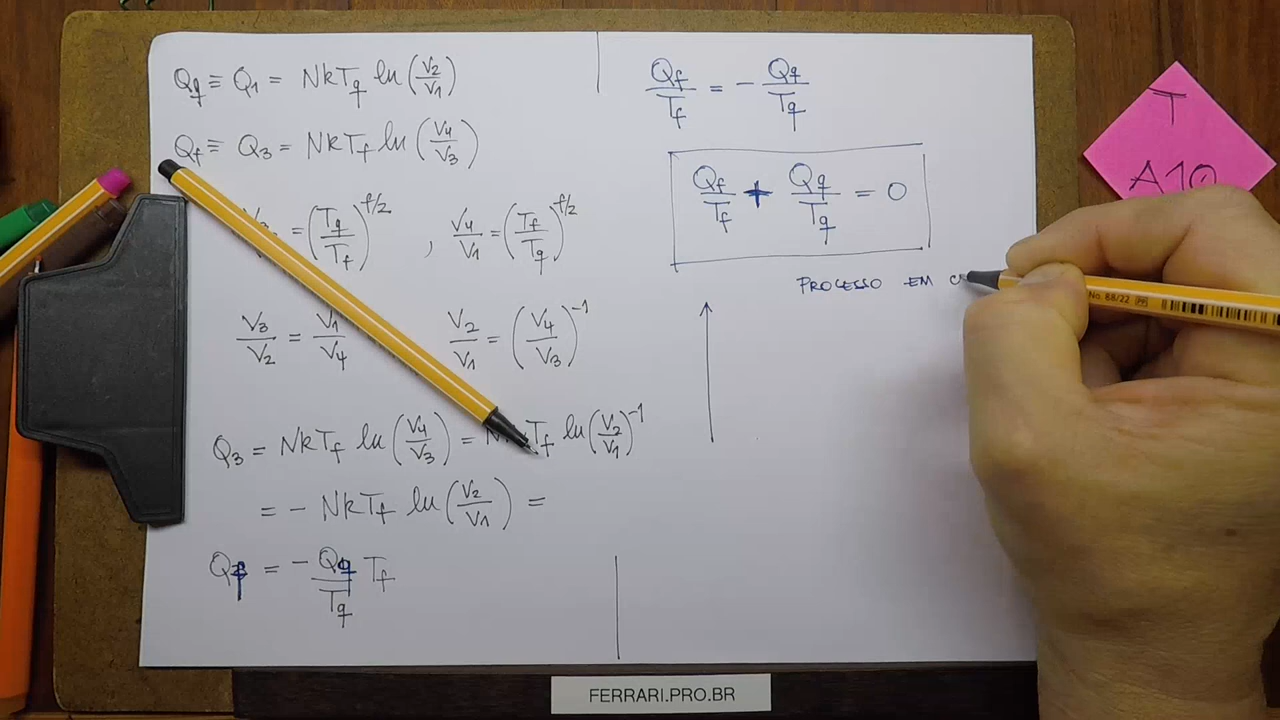 Qq ≡ Q1 = NkTq ln(V2/V1)
Qf ≡ Q3 = NkTf ln(V4/V3)
= (Tq/Tf)^f/2 , V4/V1 = (Tf/Tq)^f/2
V3/V2 = V1/V4 V2/V1 = (V4/V3)^-1
Q3 = NkTf ln(V4/V3) = Tf ln(V2/V1)^-1
= - NkTf ln(V2/V1) =
Qf = - Qq/Tq Tf
Qf/Tf = - Qq/Tq
Qf/Tf + Qq/Tq = 0
PROCESSO EM
T
A10
No. 88/22
FERRARI.PRO.BR